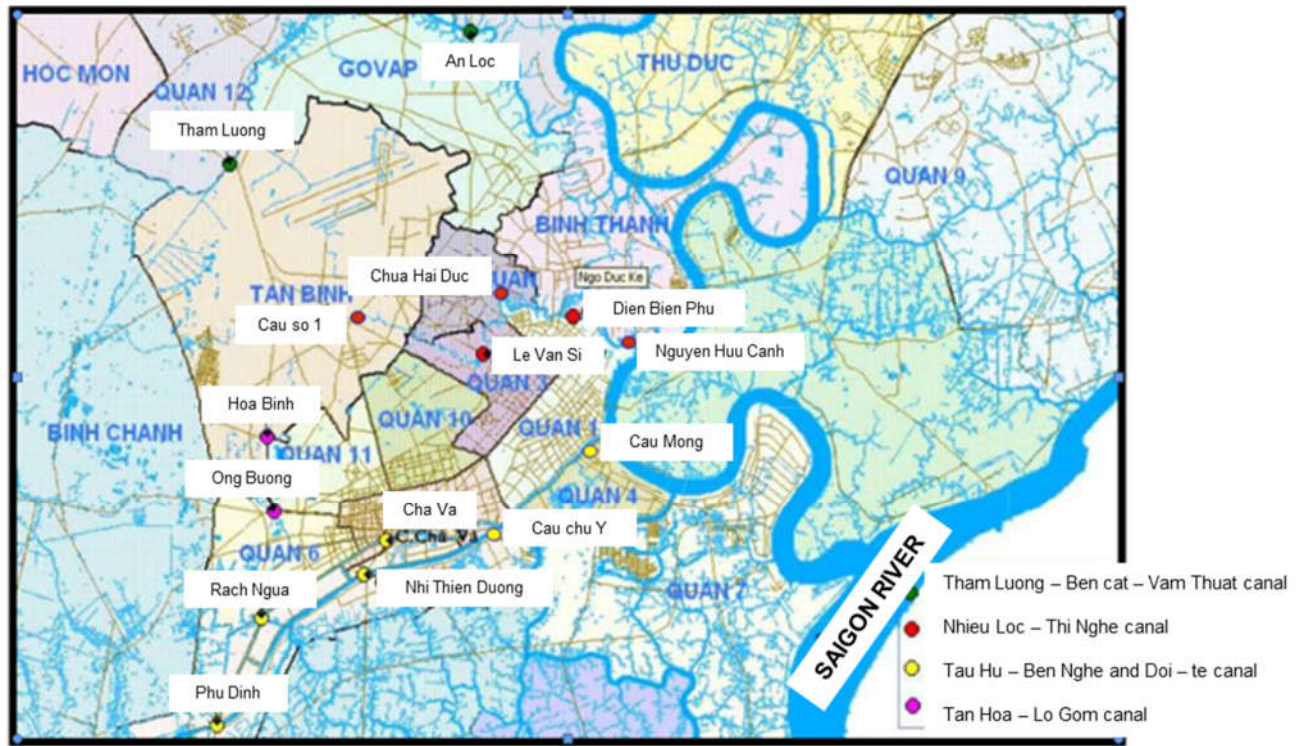 An Loc
HOC MON
QUAN 12
GOVAP
THU DUC
Tham Luong
QUAN 9
BINH THANH
Chua Hai Duc
UAN
Ngo Duc Ke
TAN BINH
Cau so 1
Dien Bien Phu
Le Van Si
Nguyen Huu Canh
QUAN 3
Hoa Binh
QUAN 10
QUAN 1
BINH CHANH
QUAN 11
Cau Mong
Ong Buong
QUAN 4
Cha Va
C.Chà Và
Cau chu Y
QUAN 6
Rach Ngua
Nhi Thien Duong
QUAN 7
Phu Dinh
SAIGON RIVER
Tham Luong – Ben cat – Vam Thuat canal
Nhieu Loc – Thi Nghe canal
Tau Hu – Ben Nghe and Doi – te canal
Tan Hoa – Lo Gom canal